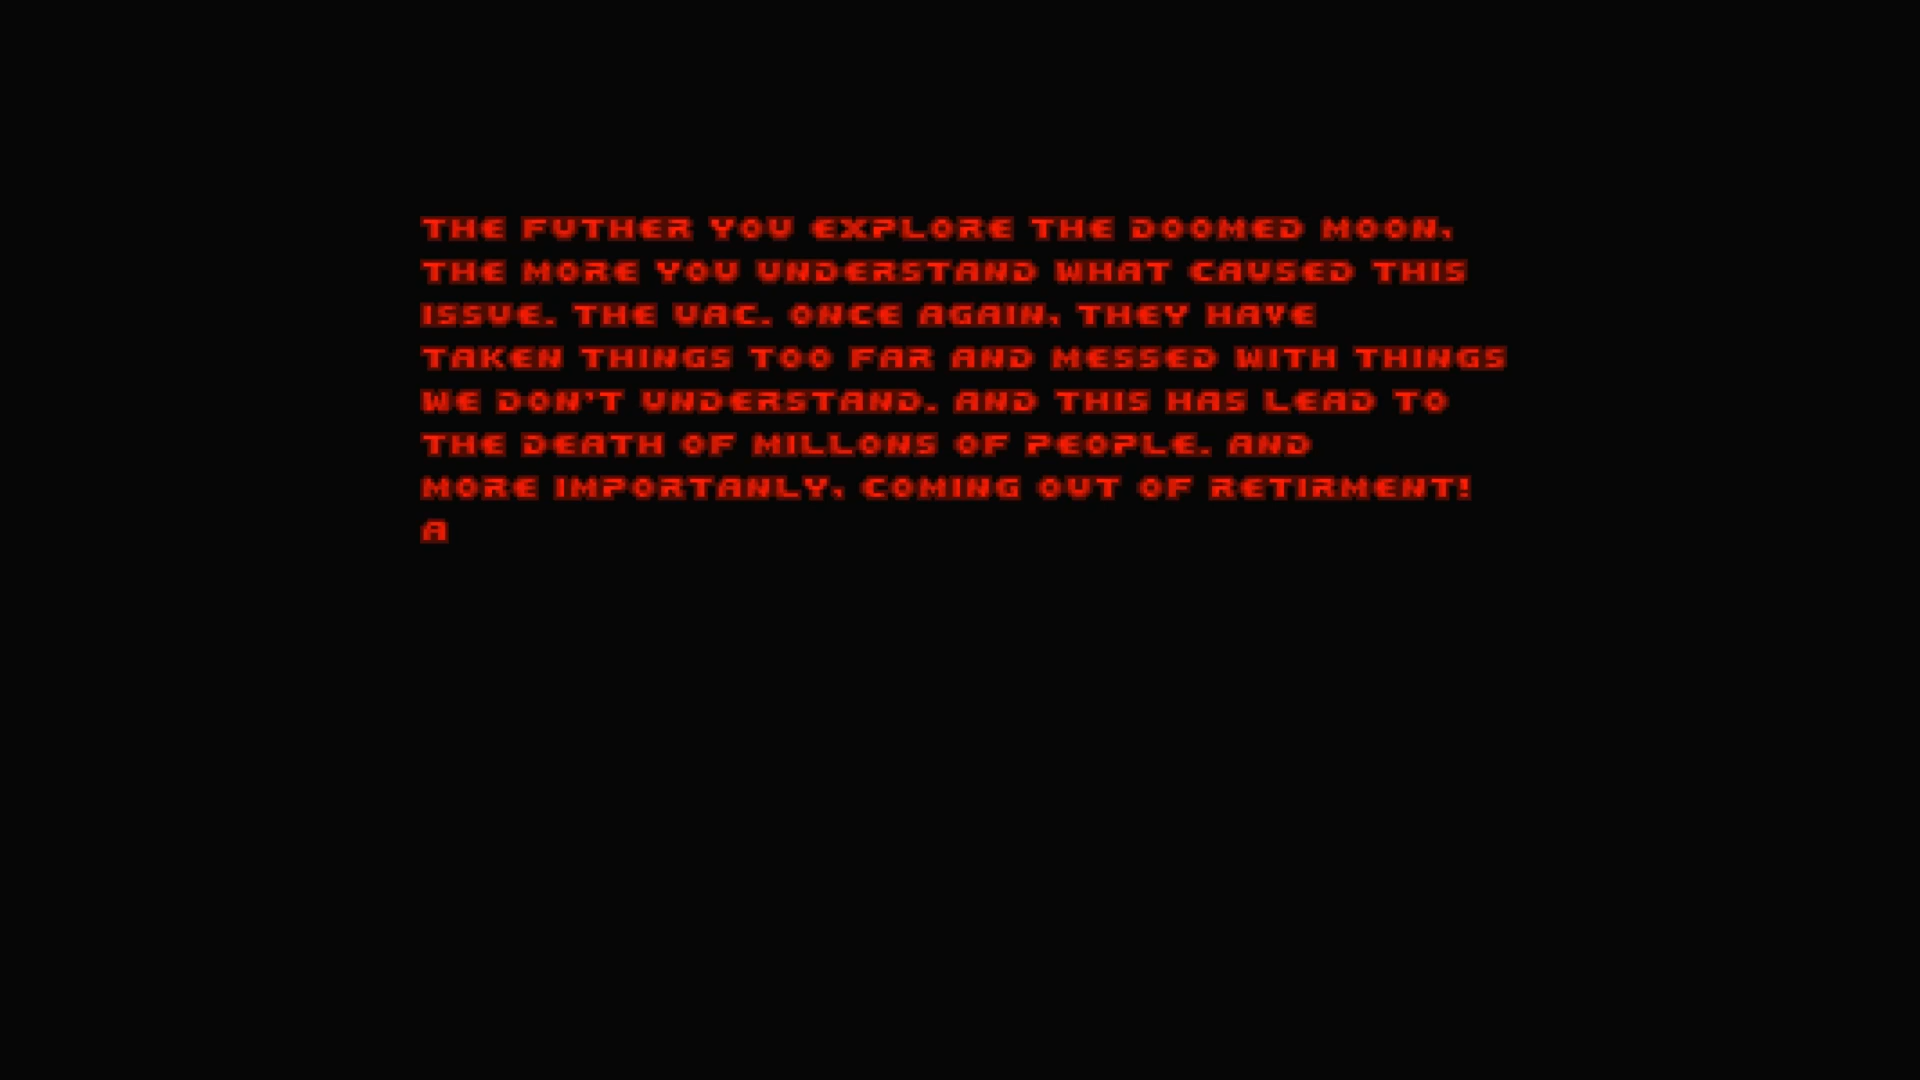 THE FUTHER YOU EXPLORE THE DOOMED MOON,
THE MORE YOU UNDERSTAND WHAT CAUSED THIS
ISSUE. THE UAC. ONCE AGAIN, THEY HAVE
TAKEN THINGS TOO FAR AND MESSED WITH THINGS
WE DON'T UNDERSTAND. AND THIS HAS LEAD TO
THE DEATH OF MILLONS OF PEOPLE. AND
MORE IMPORTANLY, COMING OUT OF RETIRMENT!
A